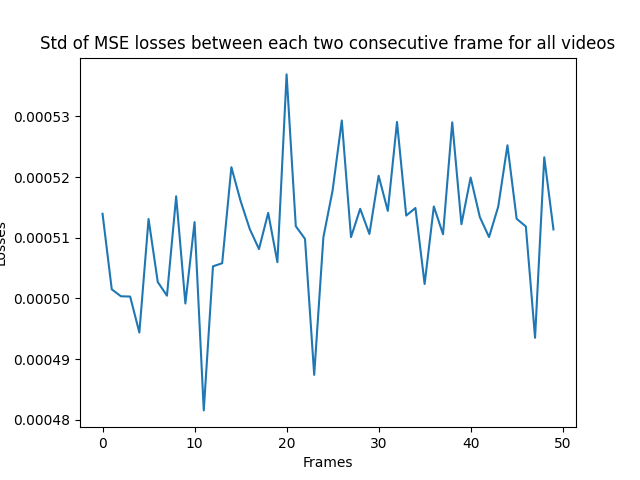 Std of MSE losses between each two consecutive frame for all videos
0.00053
0.00052
0.00051
0.00050
0.00049
0.00048
Losses
0 10 20 30 40 50
Frames